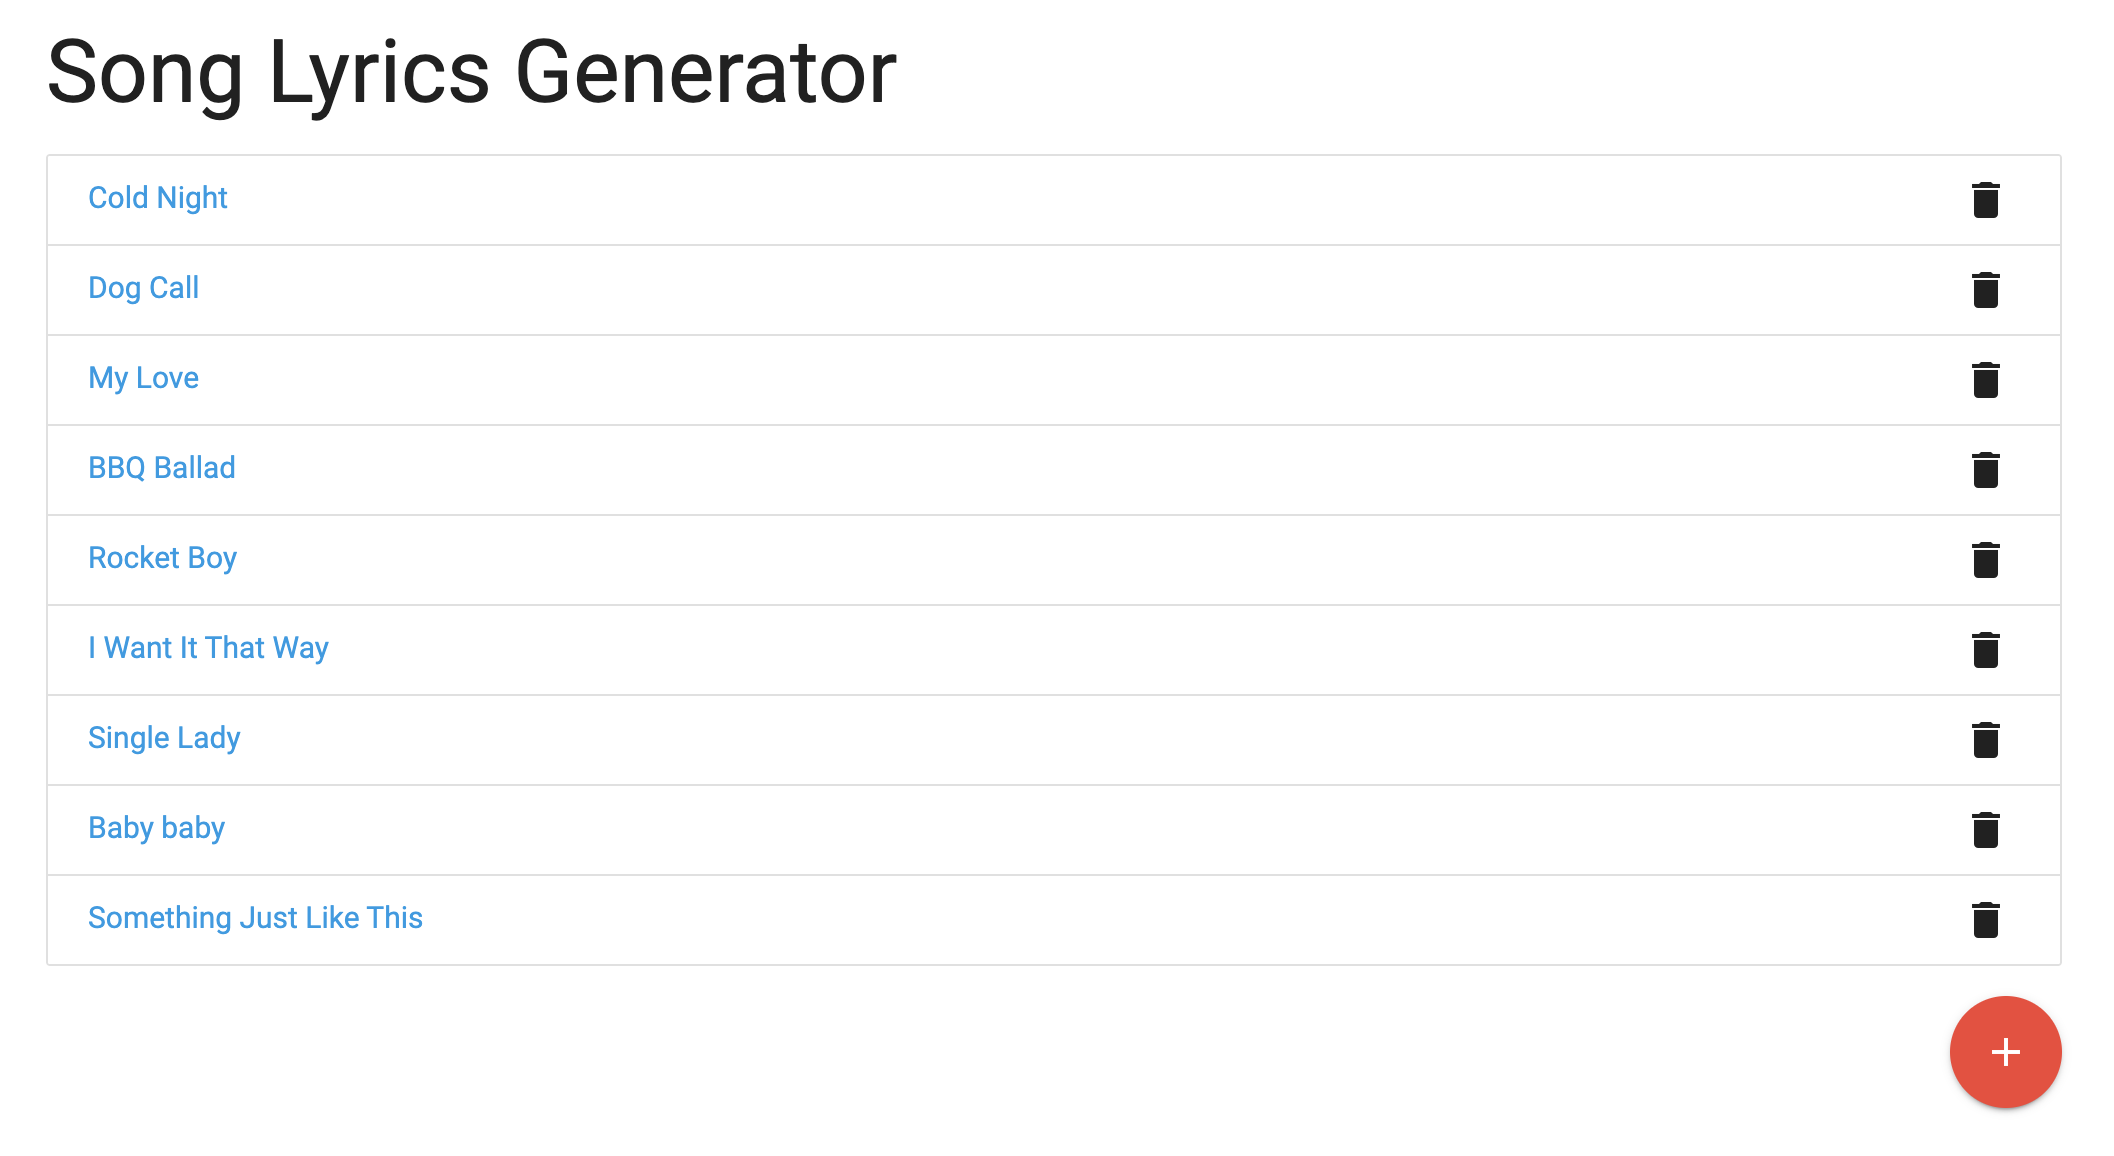 Song Lyrics Generator
Cold Night
Dog Call
My Love
BBQ Ballad
Rocket Boy
I Want It That Way
Single Lady
Baby baby
Something Just Like This
+